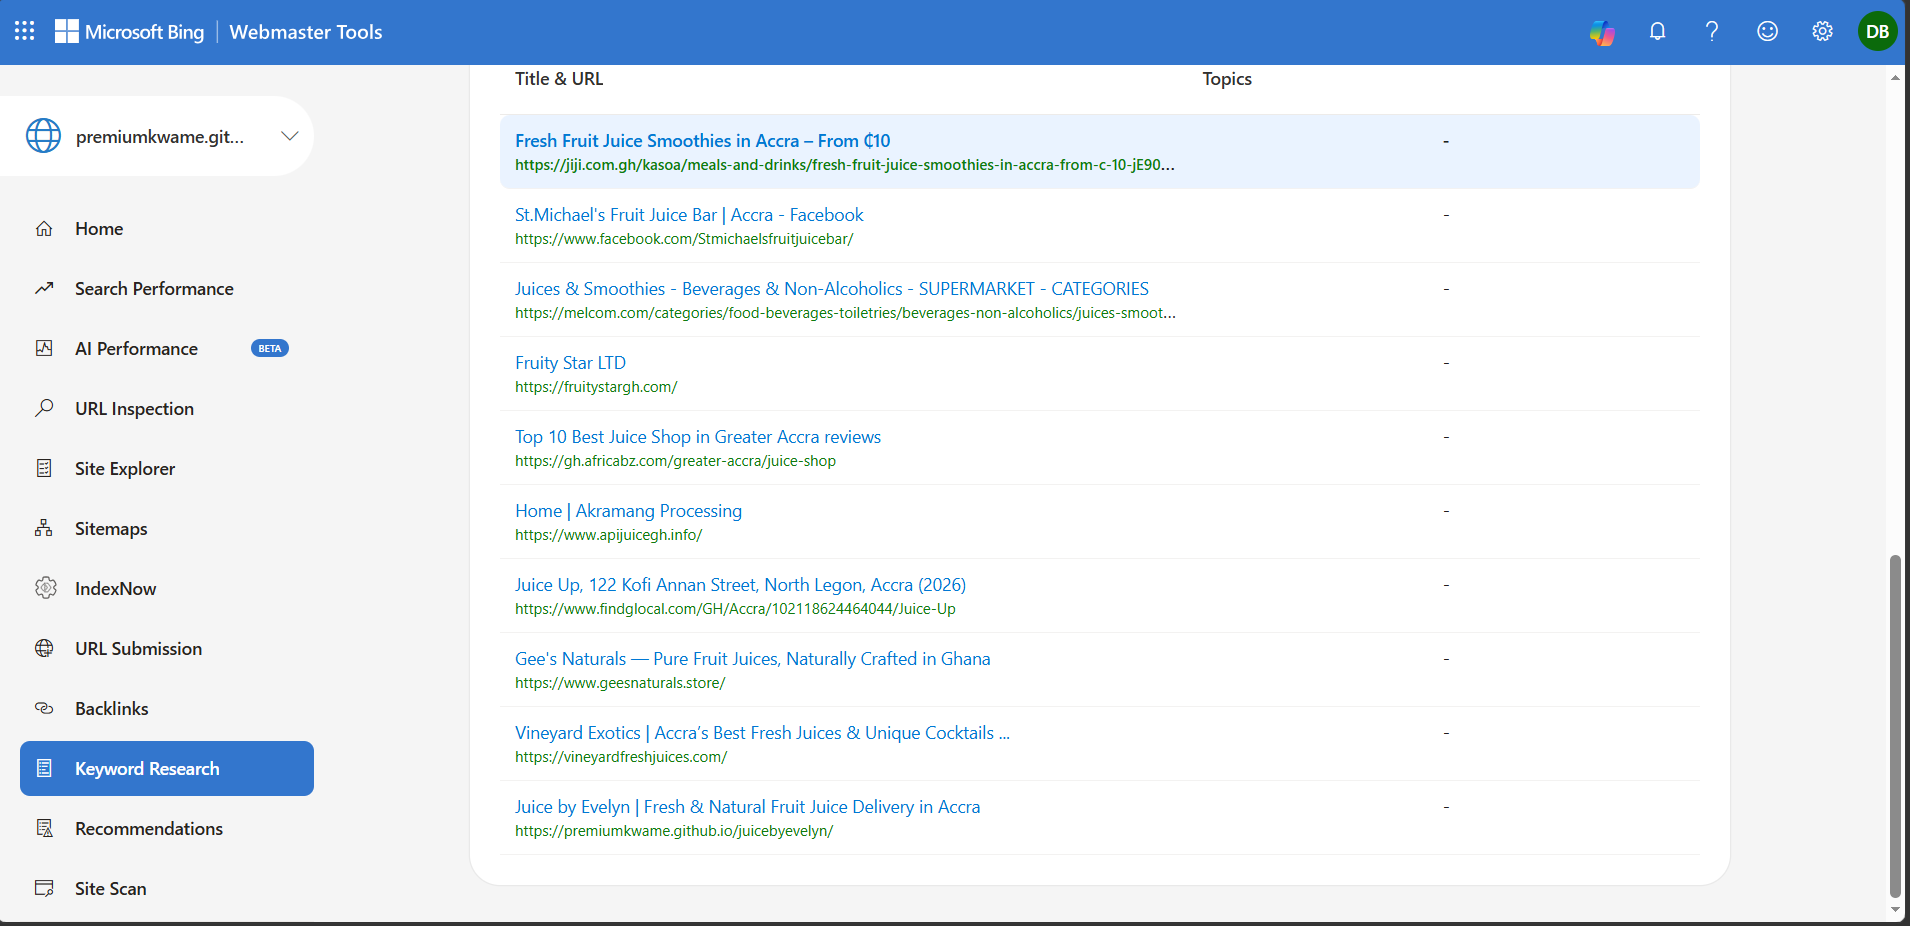 Microsoft Bing | Webmaster Tools
DB
premiumkwame.git...
Home
Search Performance
AI Performance BETA
URL Inspection
Site Explorer
Sitemaps
IndexNow
URL Submission
Backlinks
Keyword Research
Recommendations
Site Scan
Title & URL Topics
Fresh Fruit Juice Smoothies in Accra – From ₵10 -
https://jiji.com.gh/kasoa/meals-and-drinks/fresh-fruit-juice-smoothies-in-accra-from-c-10-jE90...
St.Michael's Fruit Juice Bar | Accra - Facebook -
https://www.facebook.com/Stmichaelsfruitjuicebar/
Juices & Smoothies - Beverages & Non-Alcoholics - SUPERMARKET - CATEGORIES -
https://melcom.com/categories/food-beverages-toiletries/beverages-non-alcoholics/juices-smoot...
Fruity Star LTD -
https://fruitystargh.com/
Top 10 Best Juice Shop in Greater Accra reviews -
https://gh.africabz.com/greater-accra/juice-shop
Home | Akramang Processing -
https://www.apijuicegh.info/
Juice Up, 122 Kofi Annan Street, North Legon, Accra (2026) -
https://www.findglocal.com/GH/Accra/102118624464044/Juice-Up
Gee's Naturals — Pure Fruit Juices, Naturally Crafted in Ghana -
https://www.geesnaturals.store/
Vineyard Exotics | Accra’s Best Fresh Juices & Unique Cocktails ... -
https://vineyardfreshjuices.com/
Juice by Evelyn | Fresh & Natural Fruit Juice Delivery in Accra -
https://premiumkwame.github.io/juicebyevelyn/